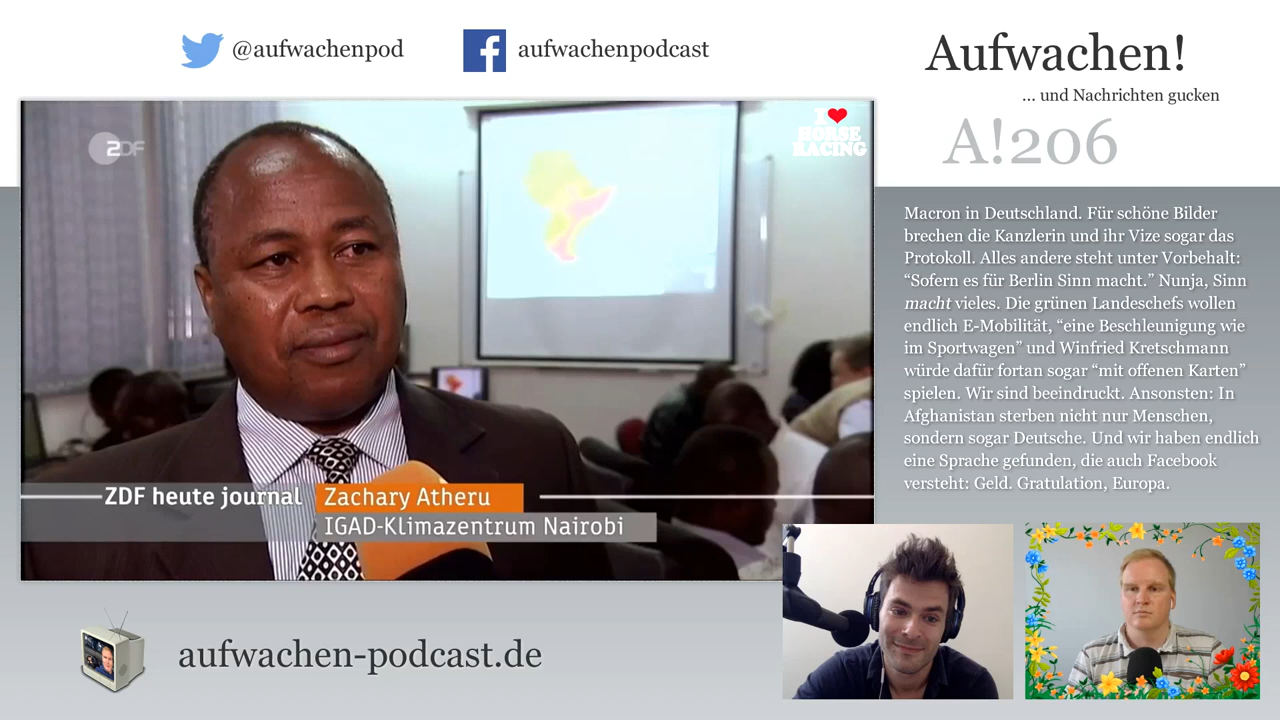 @aufwachenpod
aufwachenpodcast
Aufwachen!
... und Nachrichten gucken
A!206
ZDF
I ❤
HORSE
RACING
Macron in Deutschland. Für schöne Bilder
brechen die Kanzlerin und ihr Vize sogar das
Protokoll. Alles andere steht unter Vorbehalt:
“Sofern es für Berlin Sinn macht.” Nunja, Sinn
macht vieles. Die grünen Landeschefs wollen
endlich E-Mobilität, “eine Beschleunigung wie
im Sportwagen” und Winfried Kretschmann
würde dafür fortan sogar “mit offenen Karten”
spielen. Wir sind beeindruckt. Ansonsten: In
Afghanistan sterben nicht nur Menschen,
sondern sogar Deutsche. Und wir haben endlich
eine Sprache gefunden, die auch Facebook
versteht: Geld. Gratulation, Europa.
ZDF heute journal
Zachary Atheru
IGAD-Klimazentrum Nairobi
aufwachen-podcast.de